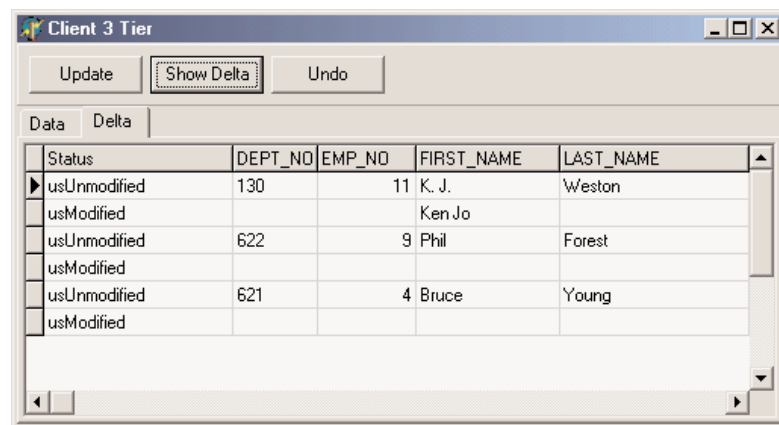 Client 3 Tier
Update Show Delta Undo
Data Delta
Status DEPT_NO EMP_NO FIRST_NAME LAST_NAME
usUnmodified 130 11 K. J. Weston
usModified Ken Jo
usUnmodified 622 9 Phil Forest
usModified
usUnmodified 621 4 Bruce Young
usModified